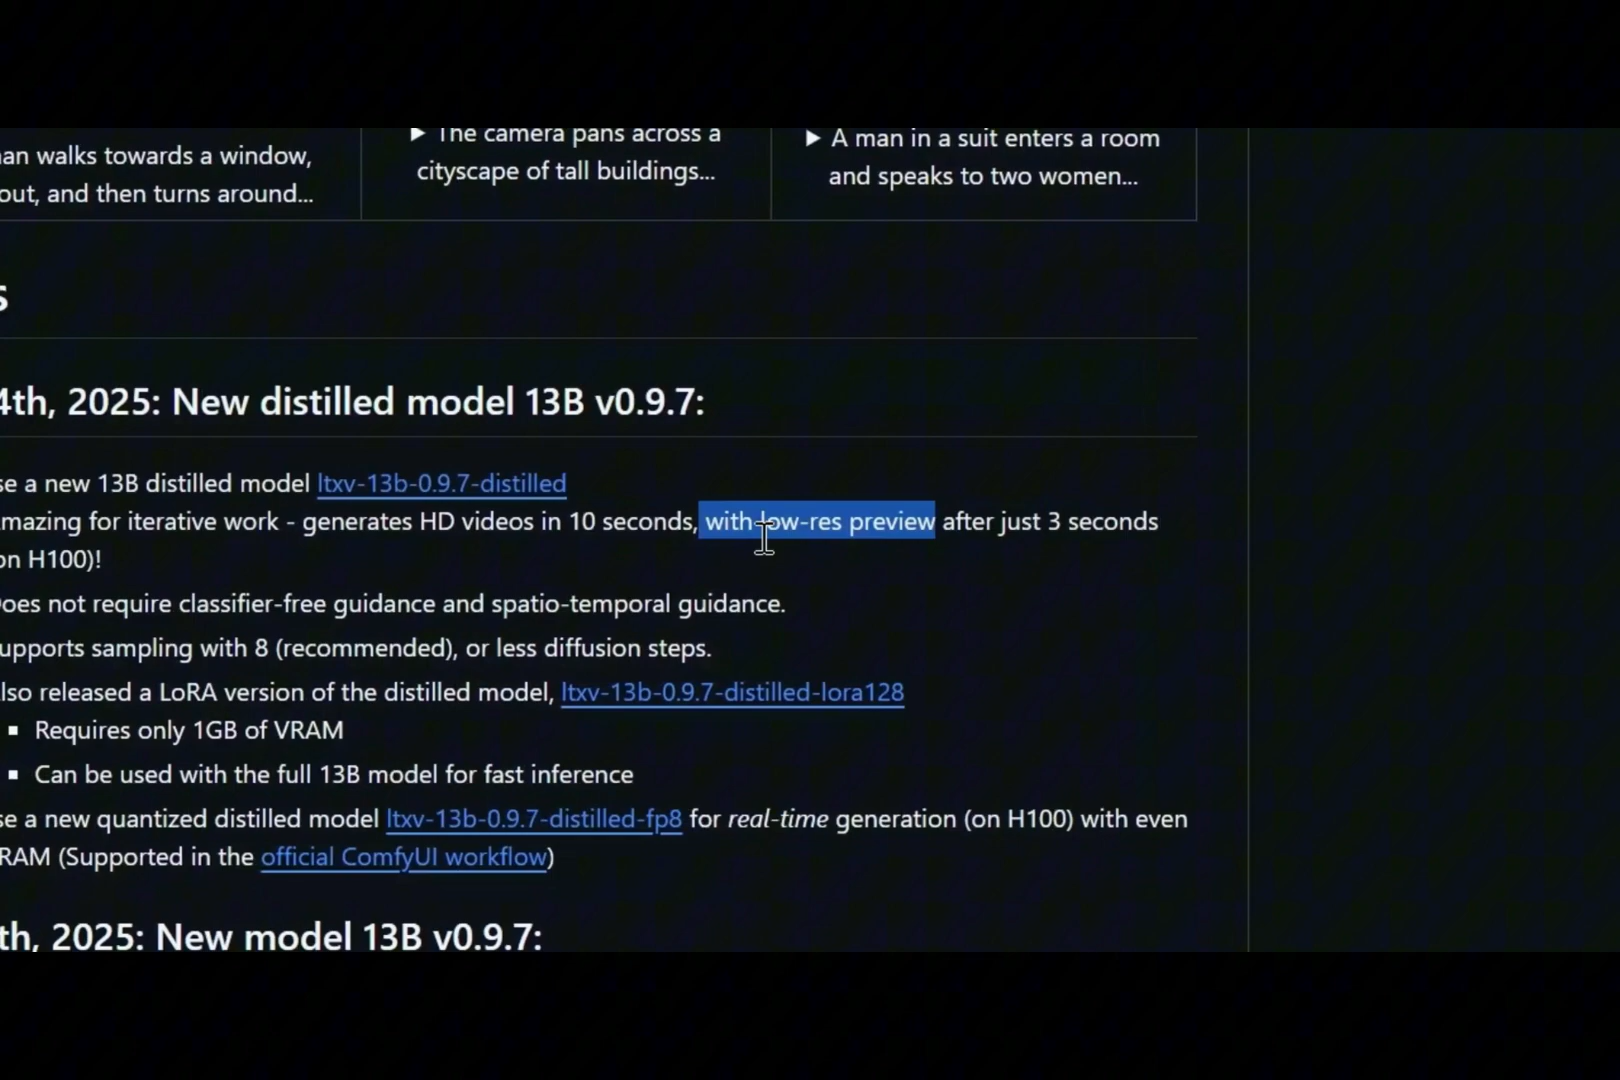 walks towards a window,
out, and then turns around...
▶ The camera pans across a
cityscape of tall buildings...
▶ A man in a suit enters a room
and speaks to two women...
s
4th, 2025: New distilled model 13B v0.9.7:
se a new 13B distilled model ltxv-13b-0.9.7-distilled
mazing for iterative work - generates HD videos in 10 seconds, with low-res preview after just 3 seconds
on H100)!
oes not require classifier-free guidance and spatio-temporal guidance.
upports sampling with 8 (recommended), or less diffusion steps.
lso released a LoRA version of the distilled model, ltxv-13b-0.9.7-distilled-lora128
▪ Requires only 1GB of VRAM
▪ Can be used with the full 13B model for fast inference
se a new quantized distilled model ltxv-13b-0.9.7-distilled-fp8 for real-time generation (on H100) with even
RAM (Supported in the official ComfyUI workflow)
th, 2025: New model 13B v0.9.7: